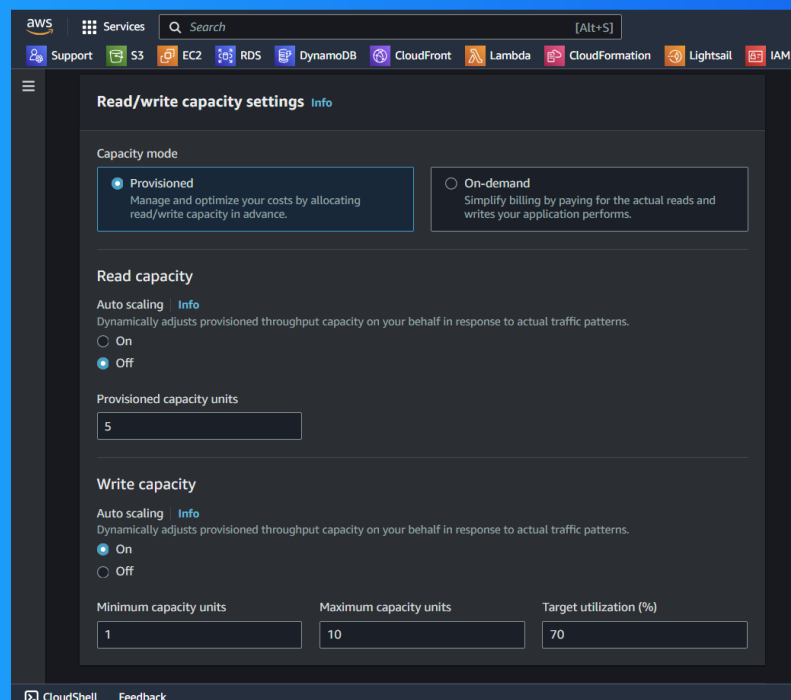 aws Services Search [Alt+S]
Support S3 EC2 RDS DynamoDB CloudFront Lambda CloudFormation Lightsail IAM
Read/write capacity settings Info
Capacity mode
Provisioned
Manage and optimize your costs by allocating
read/write capacity in advance.
On-demand
Simplify billing by paying for the actual reads and
writes your application performs.
Read capacity
Auto scaling Info
Dynamically adjusts provisioned throughput capacity on your behalf in response to actual traffic patterns.
On
Off
Provisioned capacity units
5
Write capacity
Auto scaling Info
Dynamically adjusts provisioned throughput capacity on your behalf in response to actual traffic patterns.
On
Off
Minimum capacity units Maximum capacity units Target utilization (%)
1 10 70
CloudShell Feedback